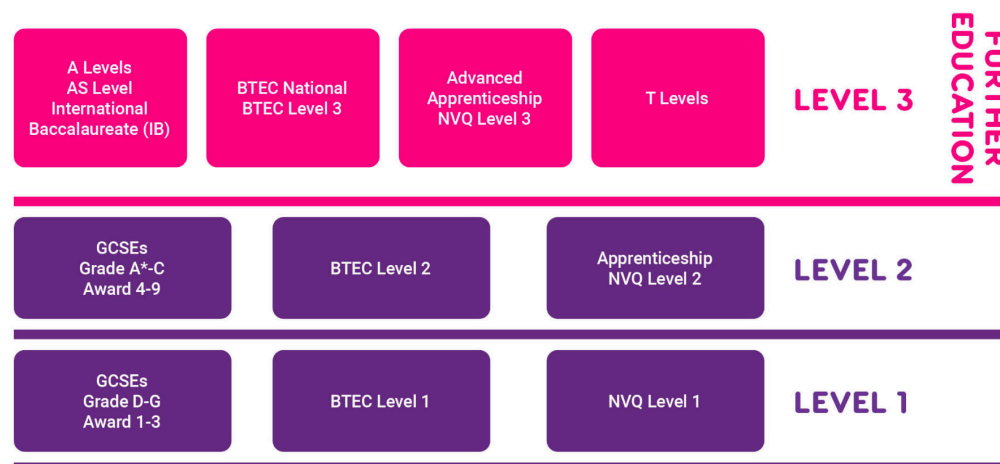 A Levels
AS Level
International
Baccalaureate (IB)
BTEC National
BTEC Level 3
Advanced
Apprenticeship
NVQ Level 3
T Levels
LEVEL 3
FURTHER
EDUCATION
GCSEs
Grade A*-C
Award 4-9
BTEC Level 2
Apprenticeship
NVQ Level 2
LEVEL 2
GCSEs
Grade D-G
Award 1-3
BTEC Level 1
NVQ Level 1
LEVEL 1